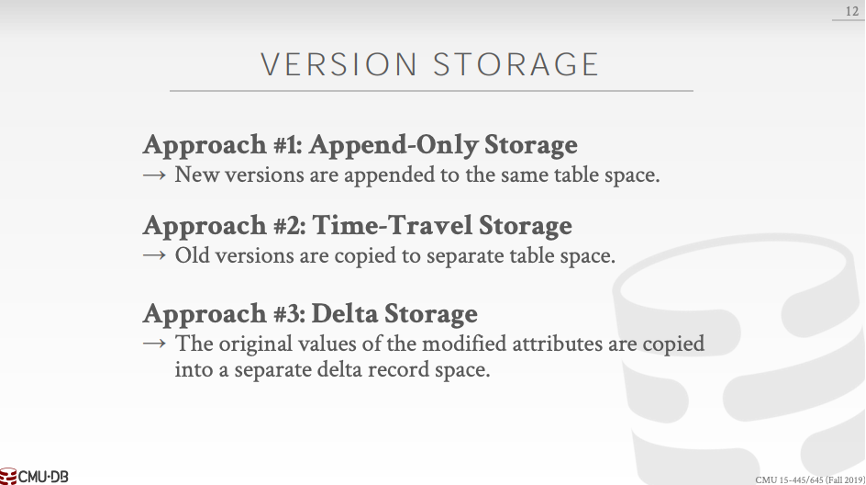 12
VERSION STORAGE
Approach #1: Append-Only Storage
→ New versions are appended to the same table space.
Approach #2: Time-Travel Storage
→ Old versions are copied to separate table space.
Approach #3: Delta Storage
→ The original values of the modified attributes are copied
into a separate delta record space.
CMU·DB
CMU 15-445/645 (Fall 2019)